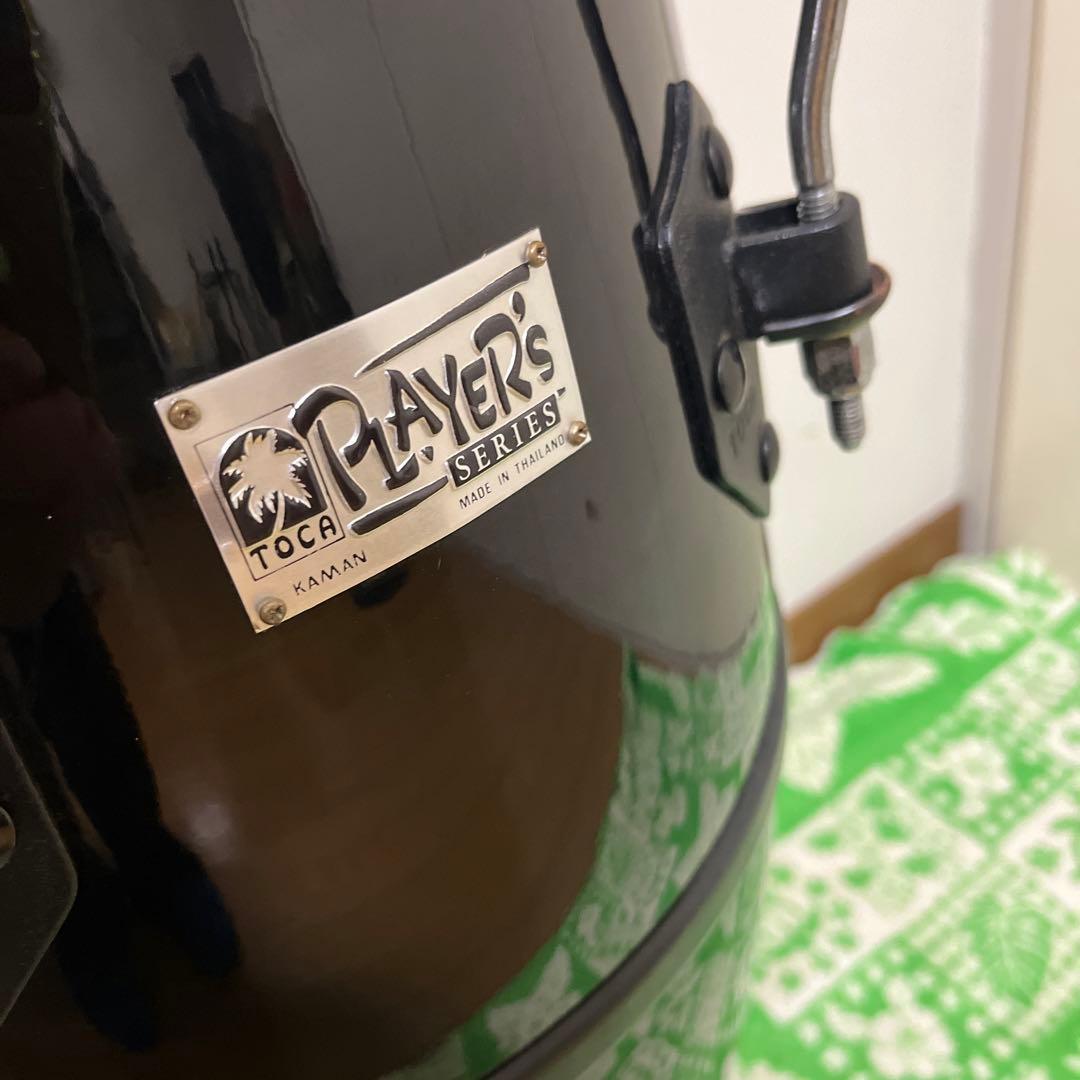 PLAYER'S
SERIES
MADE IN THAILAND
TOCA
KAMAN